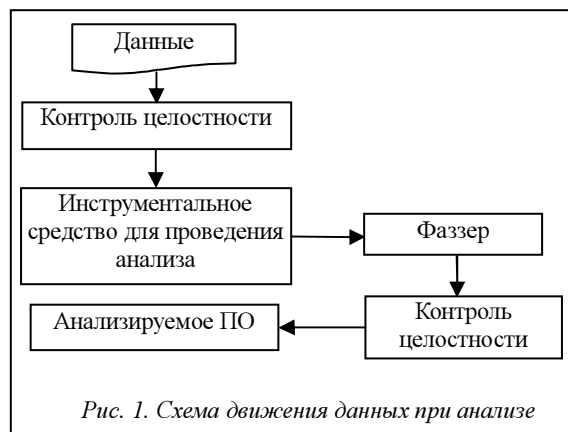 Данные
Контроль целостности
Инструментальное
средство для проведения
анализа
Фаззер
Анализируемое ПО
Контроль
целостности
Рис. 1. Схема движения данных при анализе